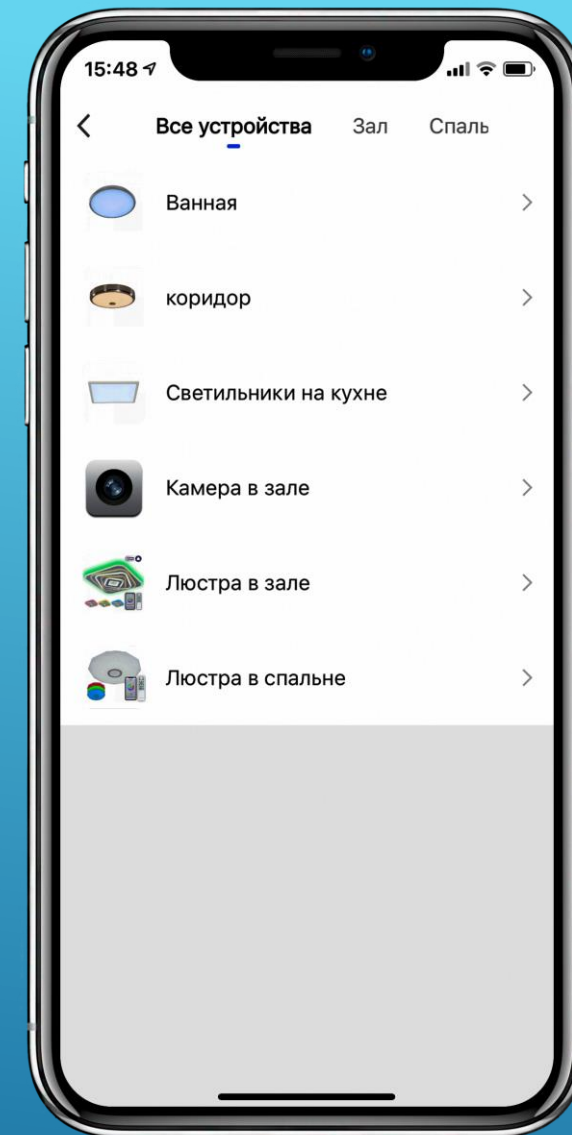 15:48
Все устройства Зал Спаль
Ванная
коридор
Светильники на кухне
Камера в зале
Люстра в зале
Люстра в спальне